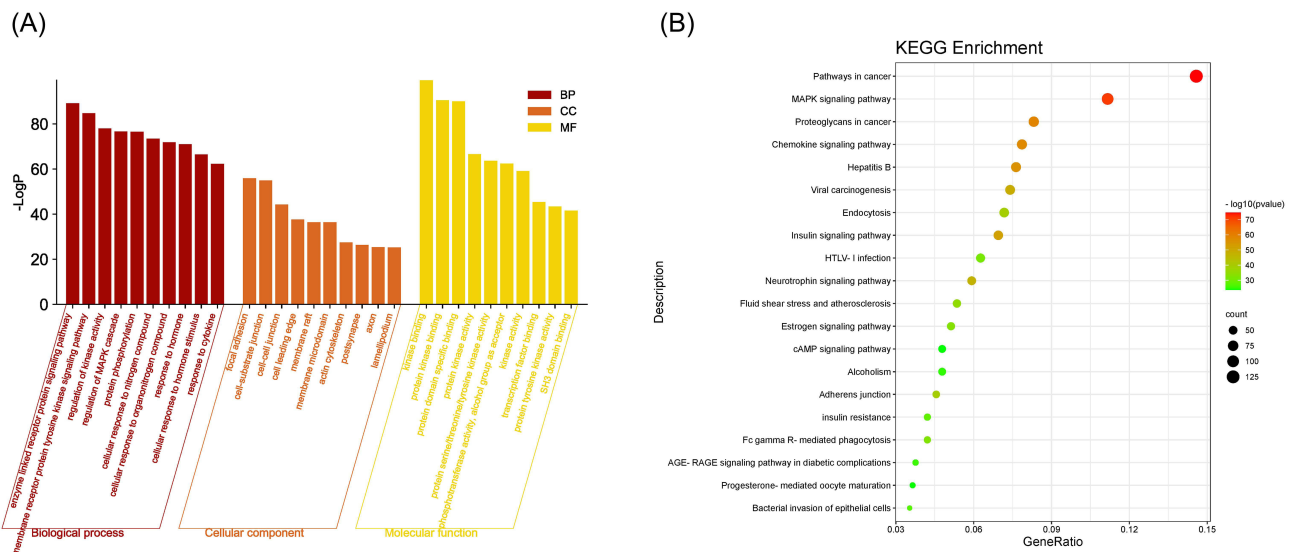 (A)
-LogP
80
60
40
20
0
BP
CC
MF
enzyme linked receptor protein signaling pathway
membrane receptor protein tyrosine kinase signaling pathway
regulation of kinase activity
regulation of MAPK cascade
protein phosphorylation
cellular response to nitrogen compound
cellular response to organonitrogen compound
response to hormone
cellular response to hormone stimulus
response to cytokine
focal adhesion
cell-substrate junction
cell-cell junction
cell leading edge
membrane raft
membrane microdomain
actin cytoskeleton
postsynapse
axon
lamellipodium
kinase binding
protein kinase binding
protein domain specific binding
protein kinase activity
protein serine/threonine/tyrosine kinase activity
phosphotransferase activity, alcohol group as acceptor
kinase activity
transcription factor binding
protein tyrosine kinase activity
SH3 domain binding
Biological process
Cellular component
Molecular function
(B)
KEGG Enrichment
Description
Pathways in cancer
MAPK signaling pathway
Proteoglycans in cancer
Chemokine signaling pathway
Hepatitis B
Viral carcinogenesis
Endocytosis
Insulin signaling pathway
HTLV- I infection
Neurotrophin signaling pathway
Fluid shear stress and atherosclerosis
Estrogen signaling pathway
cAMP signaling pathway
Alcoholism
Adherens junction
insulin resistance
Fc gamma R- mediated phagocytosis
AGE- RAGE signaling pathway in diabetic complications
Progesterone- mediated oocyte maturation
Bacterial invasion of epithelial cells
0.03
0.06
0.09
0.12
0.15
GeneRatio
- log10(pvalue)
70
60
50
40
30
count
50
75
100
125